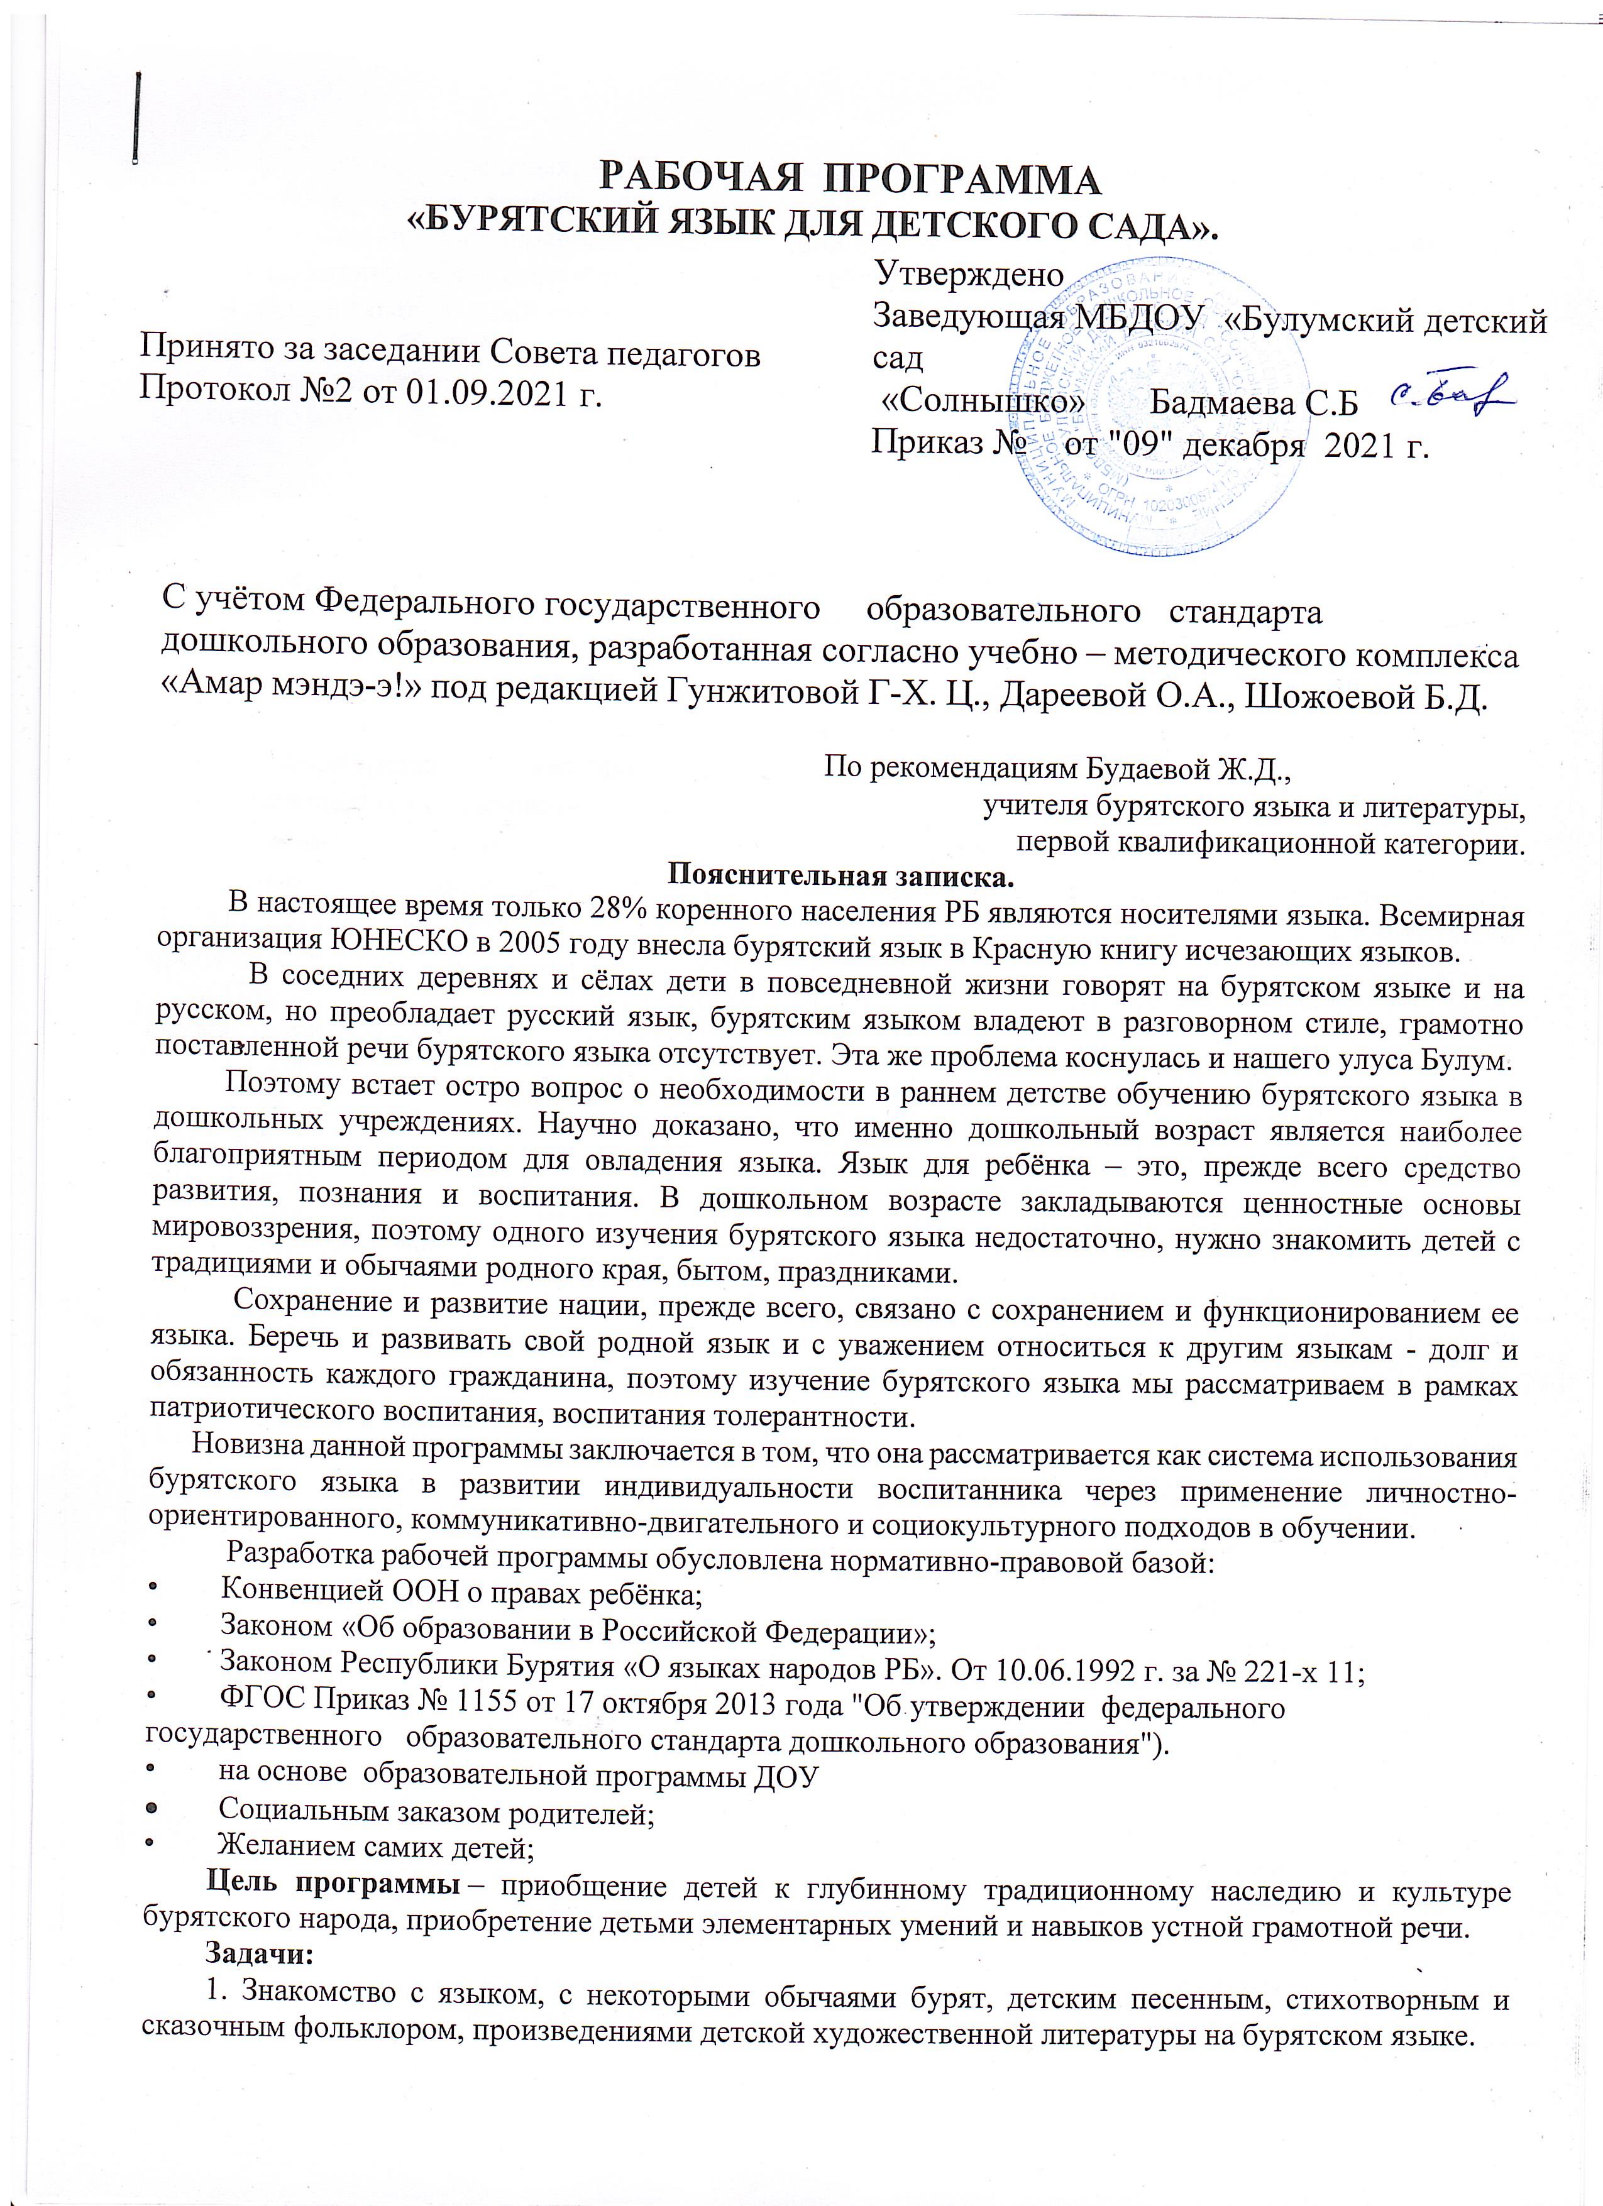 РАБОЧАЯ ПРОГРАММА
«БУРЯТСКИЙ ЯЗЫК ДЛЯ ДЕТСКОГО САДА».
Принято за заседании Совета педагогов
Протокол №2 от 01.09.2021 г.
Утверждено
Заведующая МБДОУ «Булумский детский
сад
«Солнышко» Бадмаева С.Б
Приказ № от "09" декабря 2021 г.
С учётом Федерального государственного образовательного стандарта
дошкольного образования, разработанная согласно учебно – методического комплекса
«Амар мэндэ-э!» под редакцией Гунжитовой Г-Х. Ц., Дареевой О.А., Шожоевой Б.Д.
По рекомендациям Будаевой Ж.Д.,
учителя бурятского языка и литературы,
первой квалификационной категории.
Пояснительная записка.
В настоящее время только 28% коренного населения РБ являются носителями языка. Всемирная
организация ЮНЕСКО в 2005 году внесла бурятский язык в Красную книгу исчезающих языков.
В соседних деревнях и сёлах дети в повседневной жизни говорят на бурятском языке и на
русском, но преобладает русский язык, бурятским языком владеют в разговорном стиле, грамотно
поставленной речи бурятского языка отсутствует. Эта же проблема коснулась и нашего улуса Булум.
Поэтому встает остро вопрос о необходимости в раннем детстве обучению бурятского языка в
дошкольных учреждениях. Научно доказано, что именно дошкольный возраст является наиболее
благоприятным периодом для овладения языка. Язык для ребёнка – это, прежде всего средство
развития, познания и воспитания. В дошкольном возрасте закладываются ценностные основы
мировоззрения, поэтому одного изучения бурятского языка недостаточно, нужно знакомить детей с
традициями и обычаями родного края, бытом, праздниками.
Сохранение и развитие нации, прежде всего, связано с сохранением и функционированием ее
языка. Беречь и развивать свой родной язык и с уважением относиться к другим языкам - долг и
обязанность каждого гражданина, поэтому изучение бурятского языка мы рассматриваем в рамках
патриотического воспитания, воспитания толерантности.
Новизна данной программы заключается в том, что она рассматривается как система использования
бурятского языка в развитии индивидуальности воспитанника через применение личностно-
ориентированного, коммуникативно-двигательного и социокультурного подходов в обучении.
Разработка рабочей программы обусловлена нормативно-правовой базой:
• Конвенцией ООН о правах ребёнка;
• Законом «Об образовании в Российской Федерации»;
• Законом Республики Бурятия «О языках народов РБ». От 10.06.1992 г. за № 221-х 11;
• ФГОС Приказ № 1155 от 17 октября 2013 года "Об утверждении федерального
государственного образовательного стандарта дошкольного образования").
• на основе образовательной программы ДОУ
• Социальным заказом родителей;
• Желанием самих детей;
Цель программы – приобщение детей к глубинному традиционному наследию и культуре
бурятского народа, приобретение детьми элементарных умений и навыков устной грамотной речи.
Задачи:
1. Знакомство с языком, с некоторыми обычаями бурят, детским песенным, стихотворным и
сказочным фольклором, произведениями детской художественной литературы на бурятском языке.